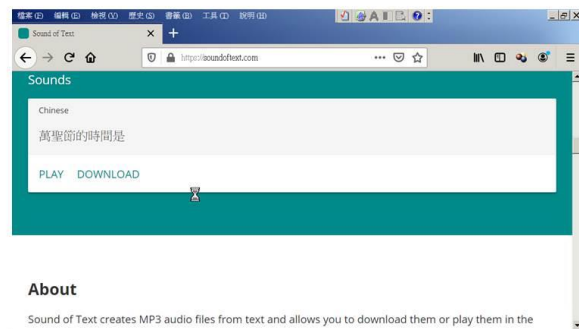 檔案(F) 編輯(E) 檢視(V) 歷史(S) 書籤(B) 工具(T) 說明(H)
Sound of Text
https://soundoftext.com
Sounds
Chinese
萬聖節的時間是
PLAY DOWNLOAD
About
Sound of Text creates MP3 audio files from text and allows you to download them or play them in the